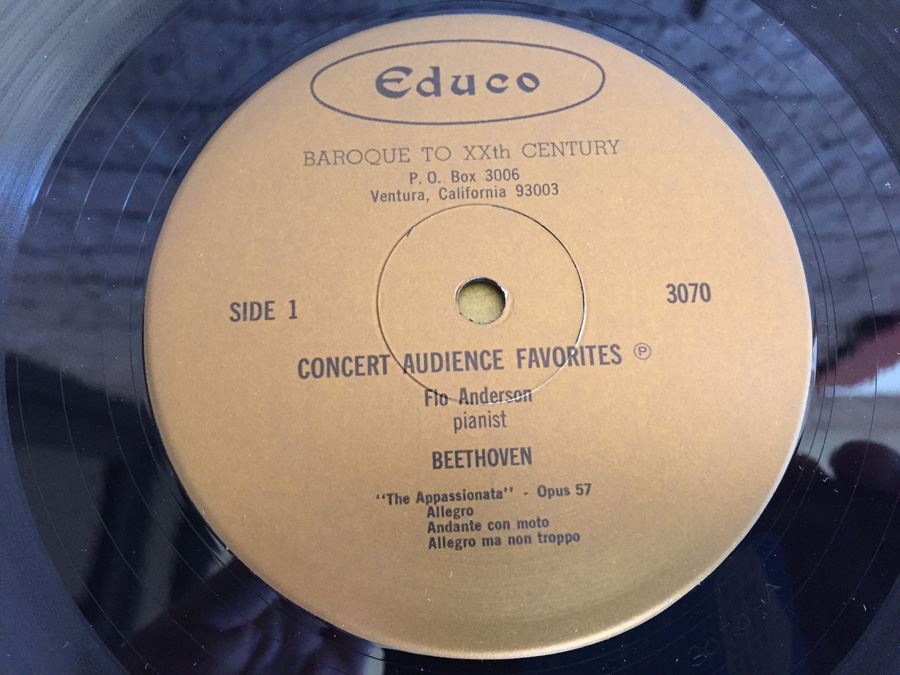 Educo
BAROQUE TO XXth CENTURY
P. O. Box 3006
Ventura, California 93003
SIDE 1
3070
CONCERT AUDIENCE FAVORITES ℗
Flo Anderson
pianist
BEETHOVEN
"The Appassionata" - Opus 57
Allegro
Andante con moto
Allegro ma non troppo